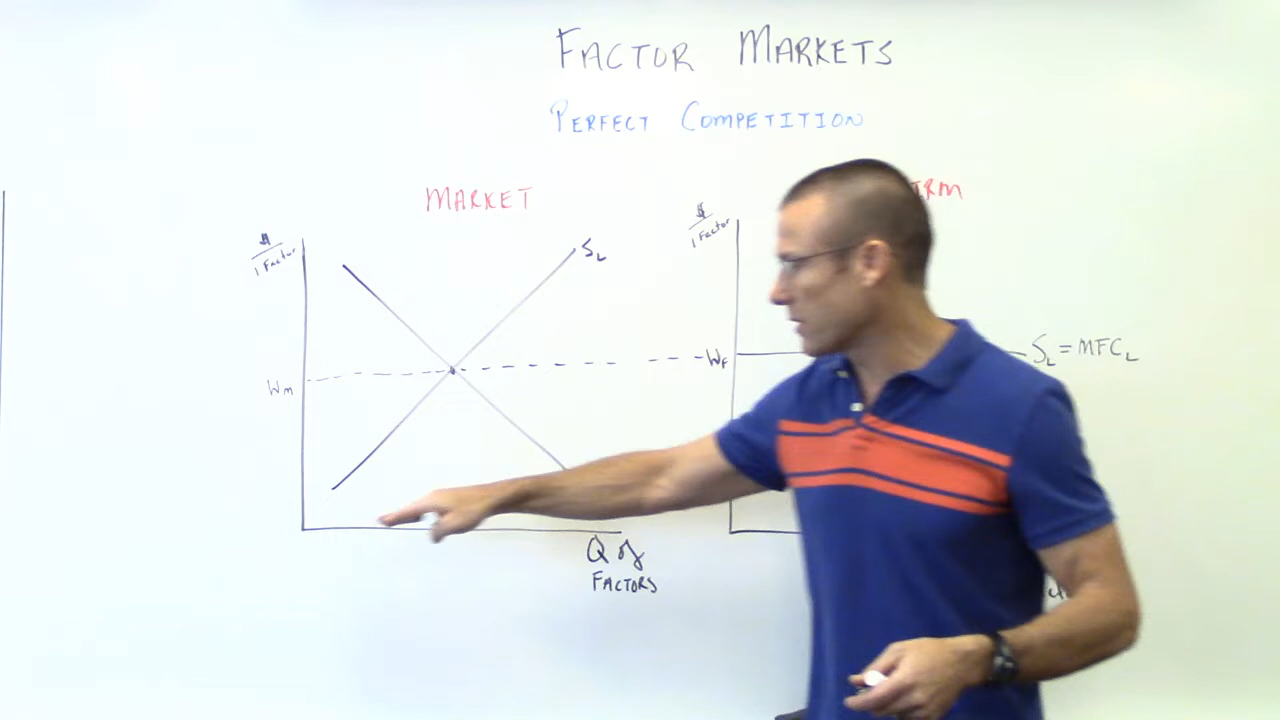 FACTOR MARKETS
PERFECT COMPETITION
MARKET
$
1 Factor
SL
Wm
Q of
FACTORS
$
1 Factor
WF
SL = MFCL